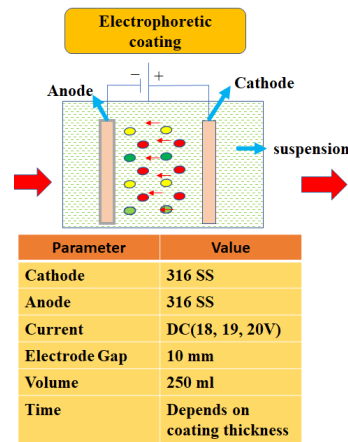 Electrophoretic
coating
− +
Anode
Cathode
suspension
Parameter Value
Cathode 316 SS
Anode 316 SS
Current DC(18, 19, 20V)
Electrode Gap 10 mm
Volume 250 ml
Time Depends on
coating thickness